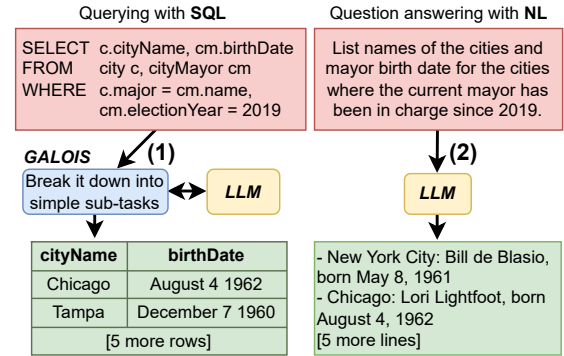 Querying with SQL
SELECT c.cityName, cm.birthDate
FROM city c, cityMayor cm
WHERE c.major = cm.name,
cm.electionYear = 2019
(1)
GALOIS
Break it down into
simple sub-tasks
LLM
cityName birthDate
Chicago August 4 1962
Tampa December 7 1960
[5 more rows]
Question answering with NL
List names of the cities and
mayor birth date for the cities
where the current mayor has
been in charge since 2019.
(2)
LLM
- New York City: Bill de Blasio,
born May 8, 1961
- Chicago: Lori Lightfoot, born
August 4, 1962
[5 more lines]